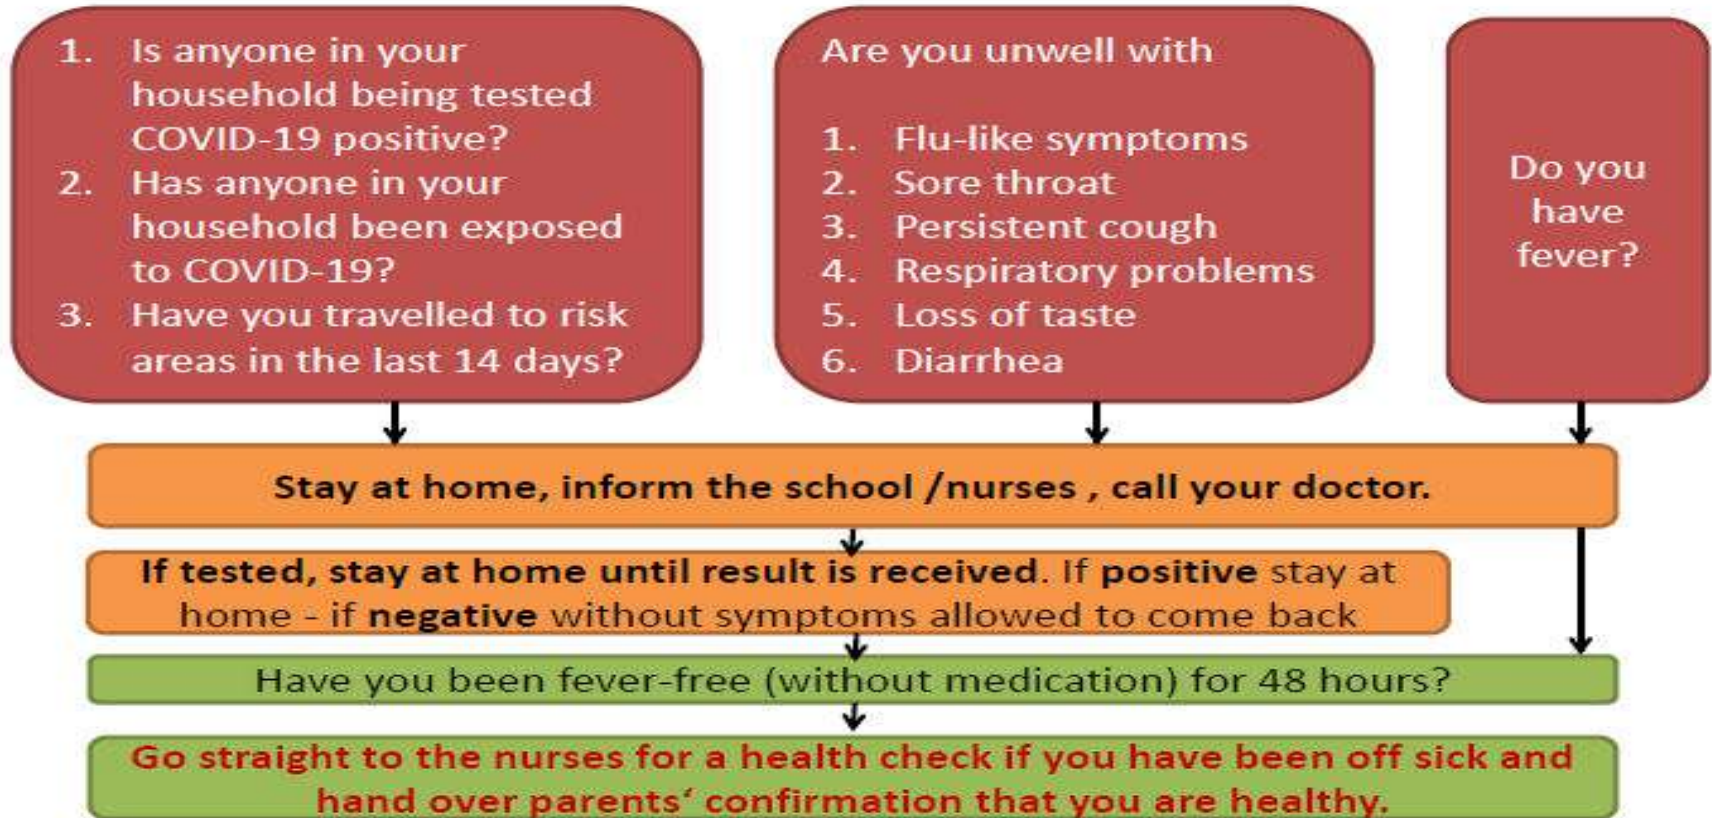 1. Is anyone in your
household being tested
COVID-19 positive?
2. Has anyone in your
household been exposed
to COVID-19?
3. Have you travelled to risk
areas in the last 14 days?
Are you unwell with
1. Flu-like symptoms
2. Sore throat
3. Persistent cough
4. Respiratory problems
5. Loss of taste
6. Diarrhea
Do you
have
fever?
Stay at home, inform the school /nurses , call your doctor.
If tested, stay at home until result is received. If positive stay at
home - if negative without symptoms allowed to come back
Have you been fever-free (without medication) for 48 hours?
Go straight to the nurses for a health check if you have been off sick and
hand over parents‘ confirmation that you are healthy.